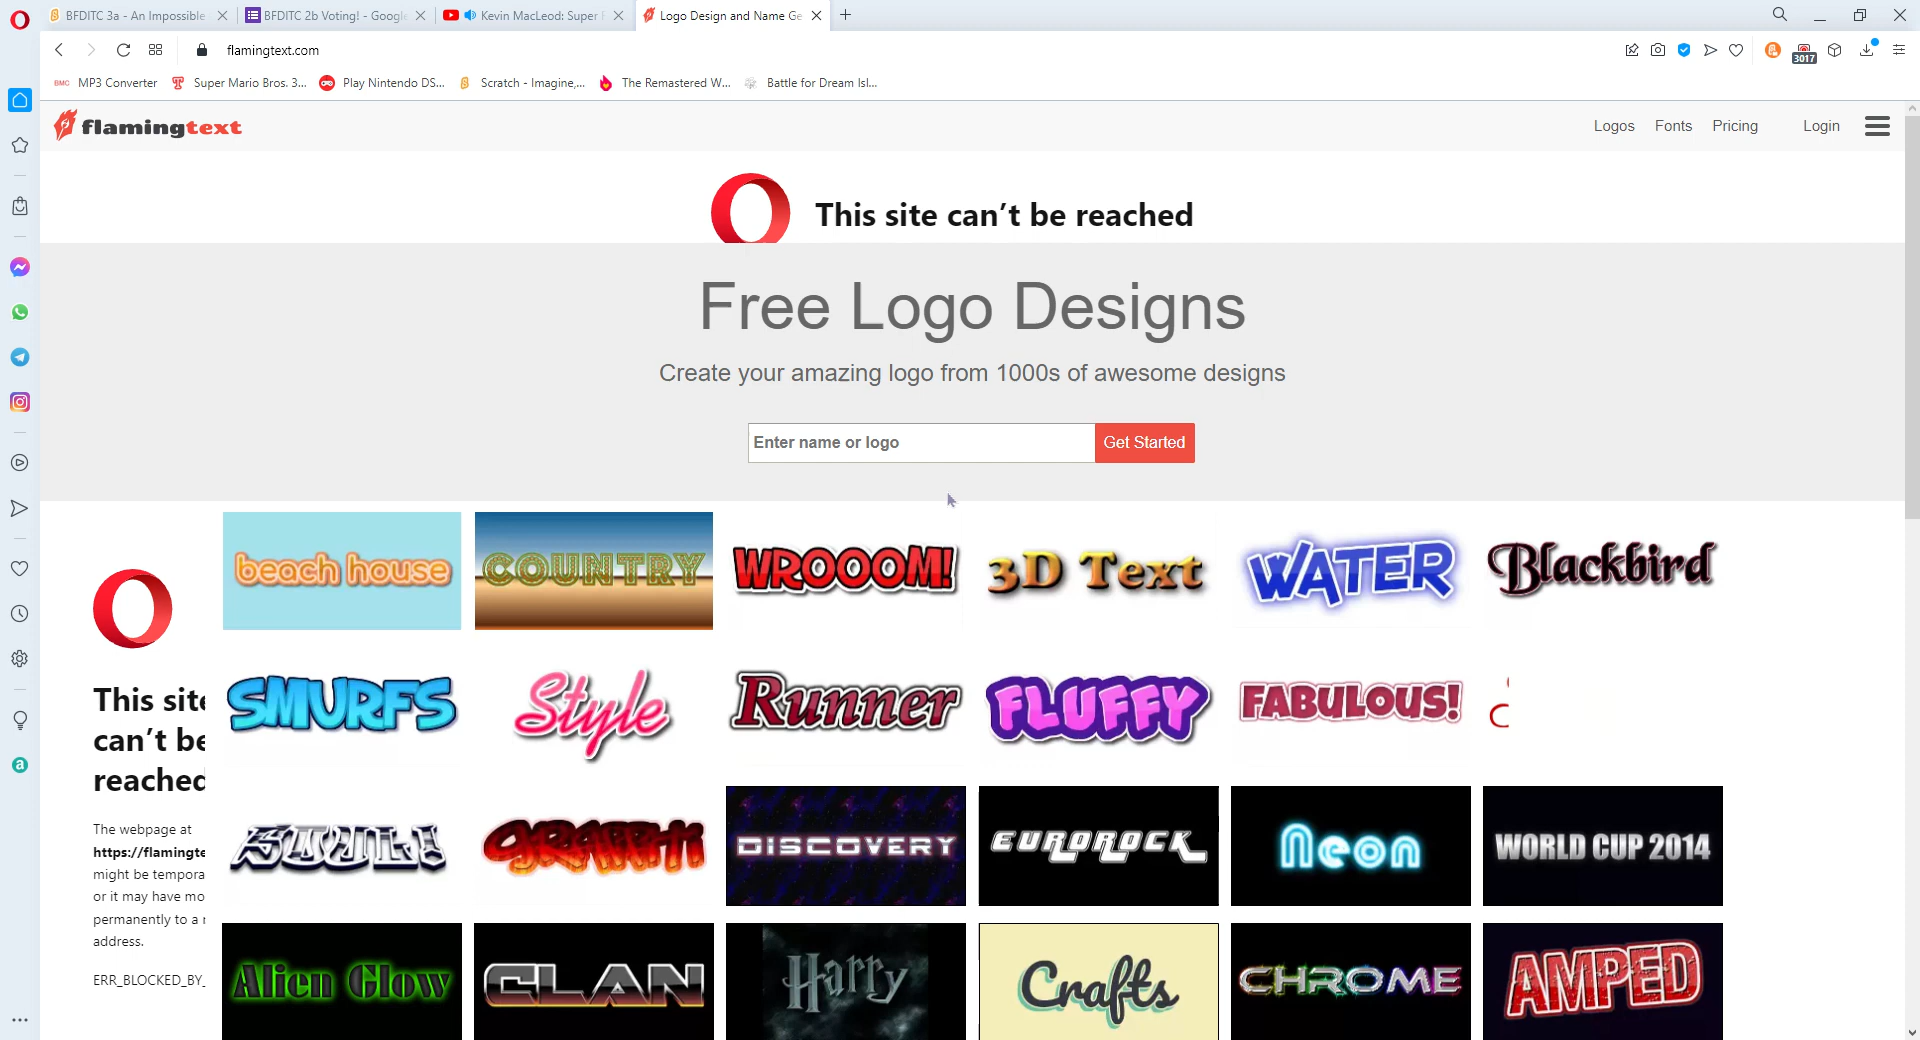 BFDITC 3a - An Impossible
BFDITC 2b Voting! - Google
Kevin MacLeod: Super
Logo Design and Name Ge
flamingtext.com
3017
BMC MP3 Converter
Super Mario Bros. 3...
Play Nintendo DS...
Scratch - Imagine,...
The Remastered W...
Battle for Dream Isl...
flamingtext
Logos
Fonts
Pricing
Login
This site can’t be reached
Free Logo Designs
Create your amazing logo from 1000s of awesome designs
Enter name or logo
Get Started
beach house
COUNTRY
WROOOM!
3D Text
WATER
Blackbird
SMURFS
Style
Runner
FLUFFY
FABULOUS!
SOUL!
GRAFFITI
DISCOVERY
EUROROCK
Neon
WORLD CUP 2014
Alien Glow
CLAN
Harry
Crafts
CHROME
AMPED
This site
can’t be
reached
The webpage at
https://flamingte
might be tempora
or it may have mo
permanently to a
address.
ERR_BLOCKED_BY_